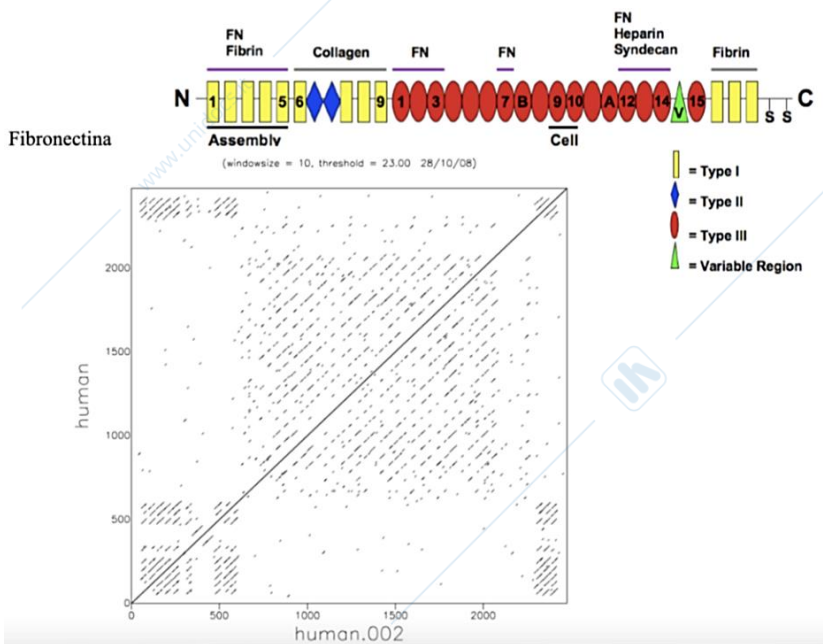 FN
Fibrin
Collagen
FN
FN
FN
Heparin
Syndecan
Fibrin
N 1 5 6 9 1 3 7 B 9 10 A 12 14 V 15 S S C
Assembly
Cell
Fibronectina
(windowsize = 10, threshold = 23.00 28/10/08)
= Type I
= Type II
= Type III
= Variable Region
2000
1500
1000
500
0
human
0 500 1000 1500 2000
human.002